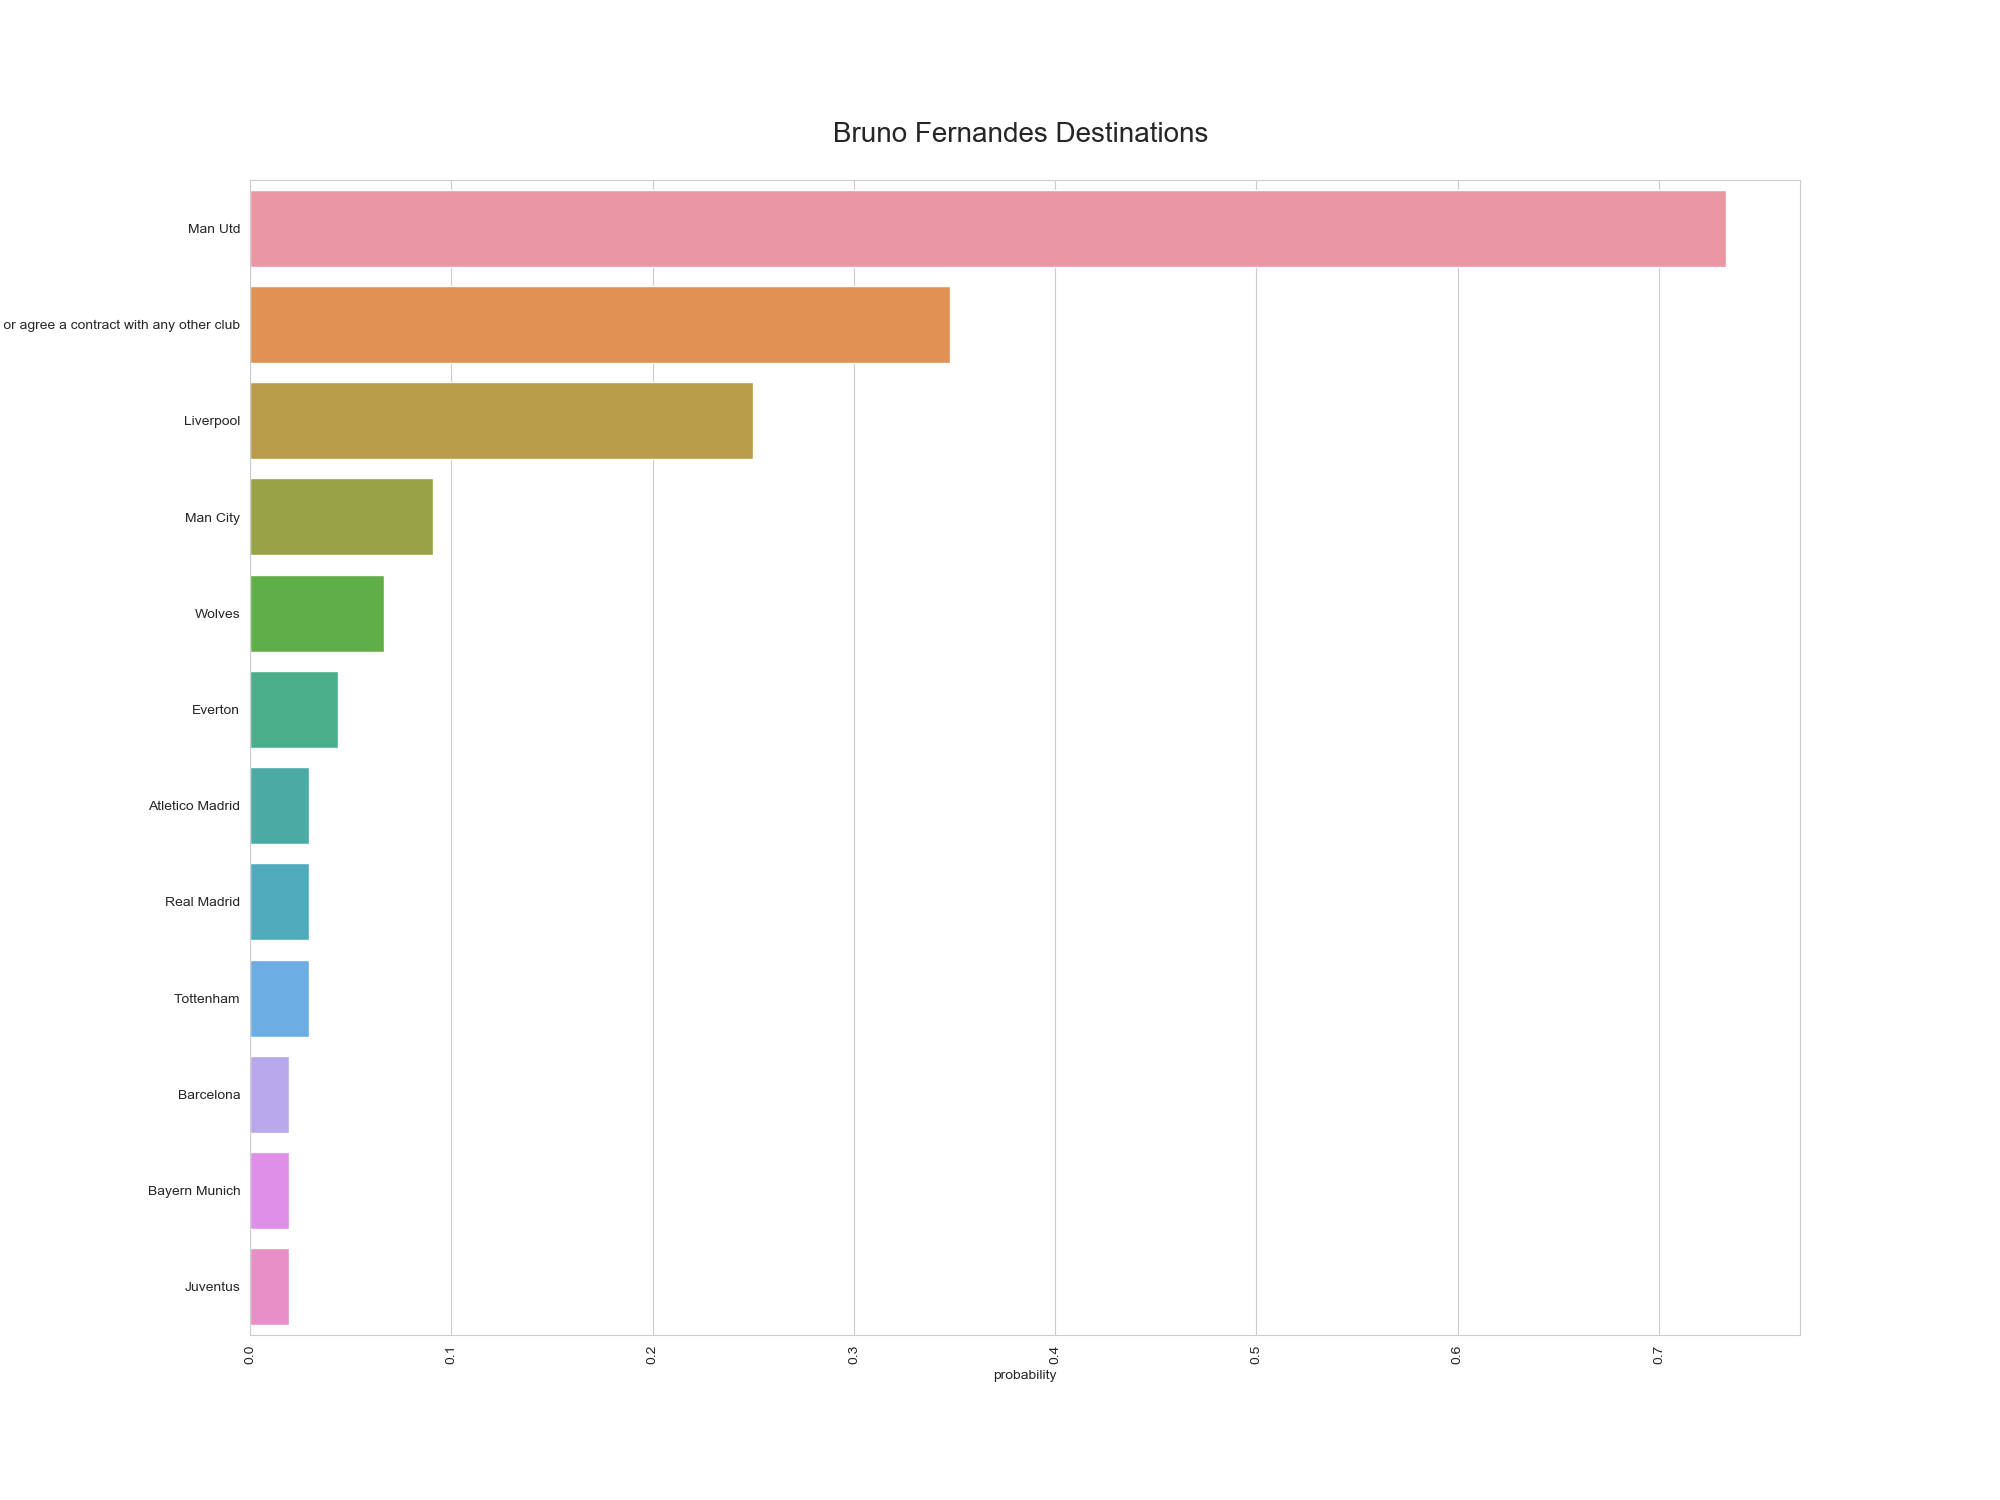 Bruno Fernandes Destinations
Man Utd
or agree a contract with any other club
Liverpool
Man City
Wolves
Everton
Atletico Madrid
Real Madrid
Tottenham
Barcelona
Bayern Munich
Juventus
0.0 0.1 0.2 0.3 0.4 0.5 0.6 0.7
probability